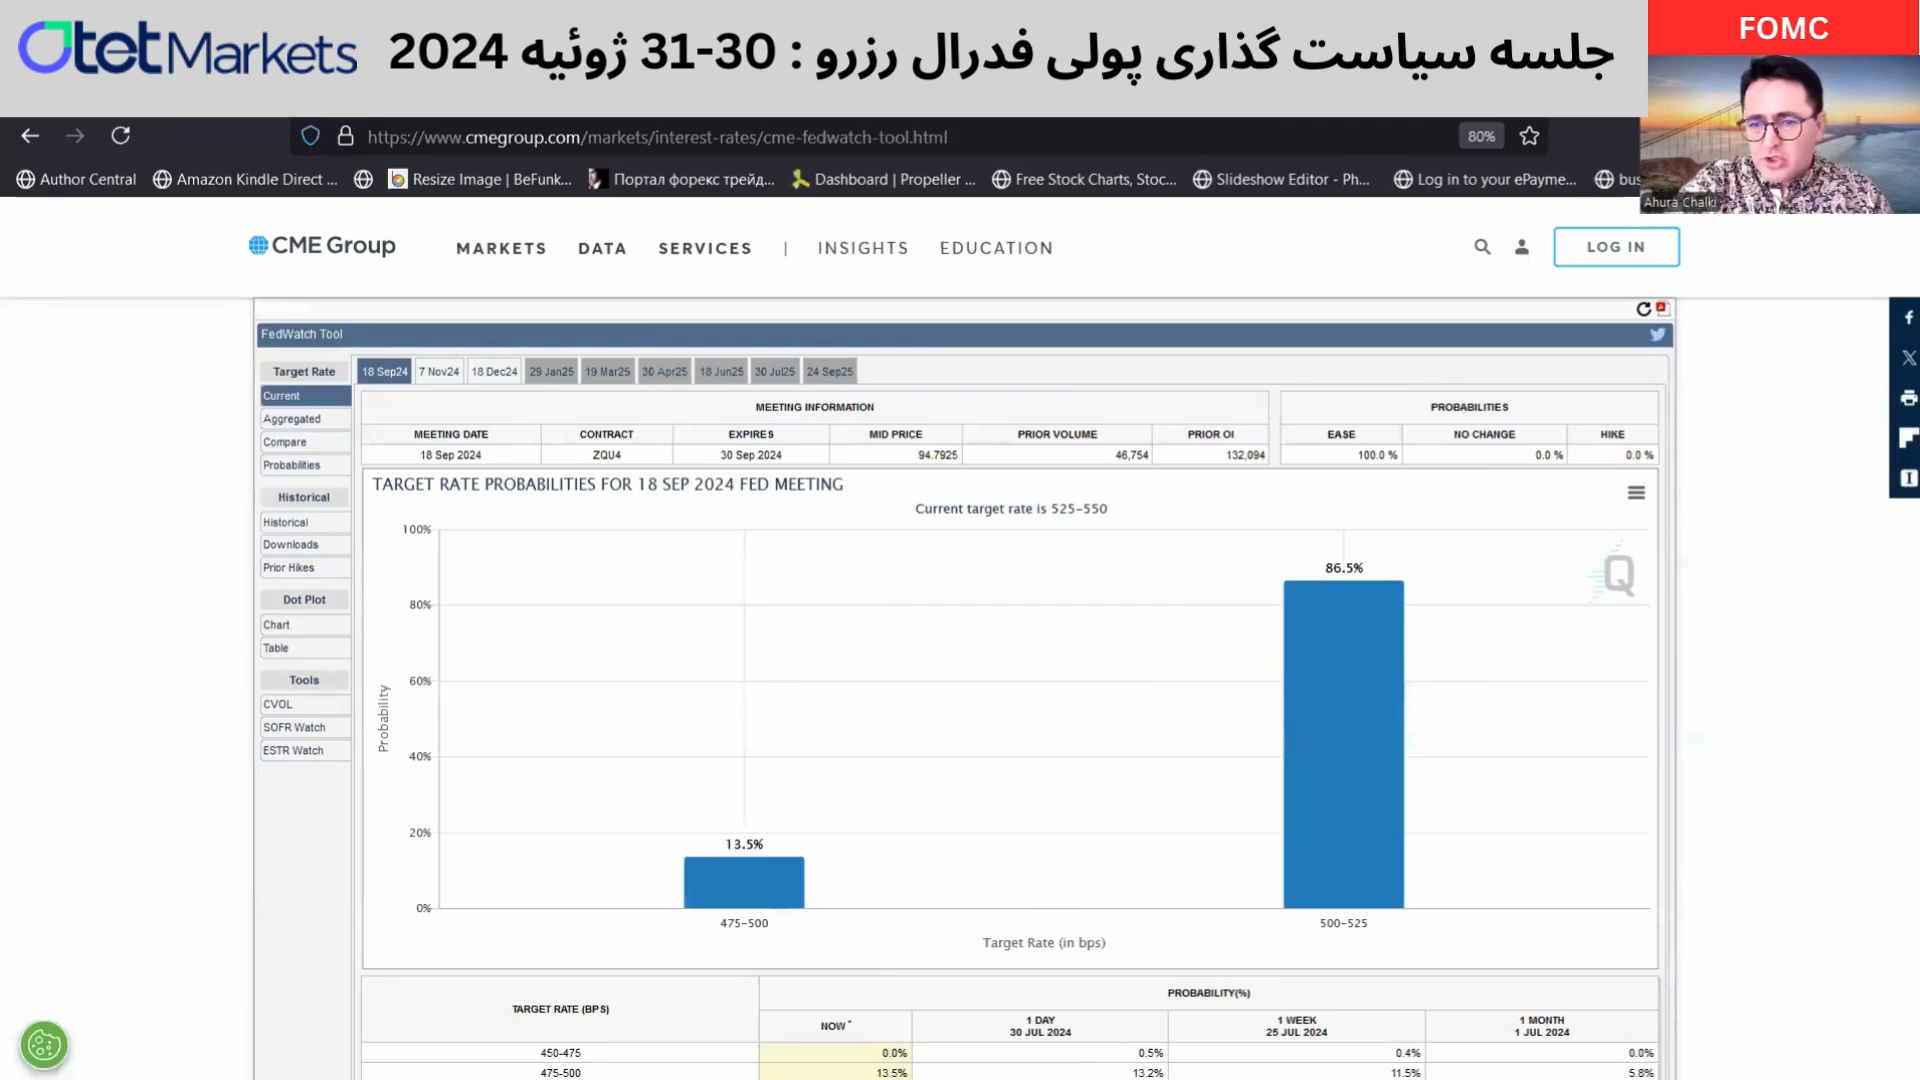 Otet Markets
جلسه سیاست گذاری پولی فدرال رزرو : 30-31 ژوئیه 2024
FOMC
https://www.cmegroup.com/markets/interest-rates/cme-fedwatch-tool.html
80%
Author Central
Amazon Kindle Direct ...
Resize Image | BeFunk...
Портал форекс трейд...
Dashboard | Propeller ...
Free Stock Charts, Stoc...
Slideshow Editor - Ph...
Log in to your ePayme...
bus
Ahura Chalki
CME Group
MARKETS DATA SERVICES | INSIGHTS EDUCATION
LOG IN
FedWatch Tool
Target Rate
Current
Aggregated
Compare
Probabilities
Historical
Historical
Downloads
Prior Hikes
Dot Plot
Chart
Table
Tools
CVOL
SOFR Watch
ESTR Watch
18 Sep24 7 Nov24 18 Dec24 29 Jan25 19 Mar25 30 Apr25 18 Jun25 30 Jul25 24 Sep25
MEETING INFORMATION
MEETING DATE CONTRACT EXPIRES MID PRICE PRIOR VOLUME PRIOR OI
18 Sep 2024 ZQU4 30 Sep 2024 94.7925 46,754 132,094
PROBABILITIES
EASE NO CHANGE HIKE
100.0 % 0.0 % 0.0 %
TARGET RATE PROBABILITIES FOR 18 SEP 2024 FED MEETING
Current target rate is 525-550
100%
80%
60%
40%
20%
0%
Probability
13.5%
86.5%
Q
475-500
500-525
Target Rate (in bps)
TARGET RATE (BPS)
PROBABILITY(%)
NOW *
1 DAY
30 JUL 2024
1 WEEK
25 JUL 2024
1 MONTH
1 JUL 2024
450-475 0.0% 0.5% 0.4% 0.0%
475-500 13.5% 13.2% 11.5% 5.8%